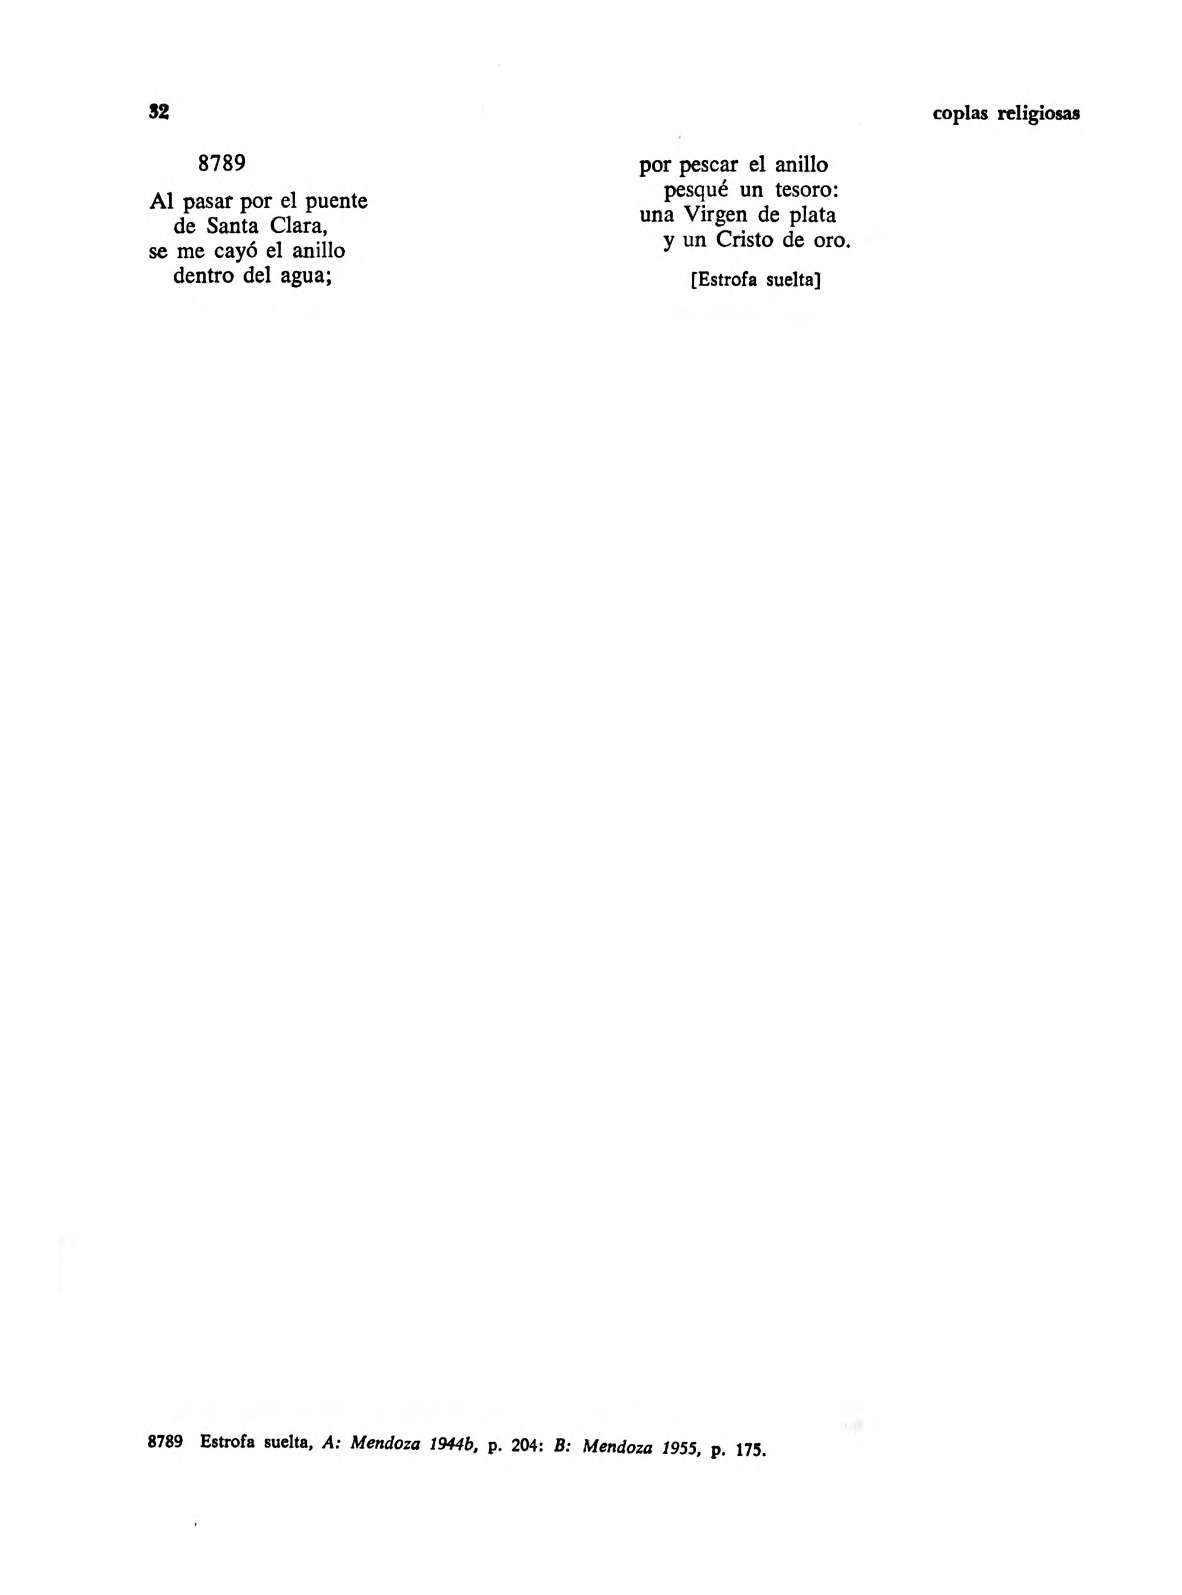 32
coplas religiosas
8789
Al pasar por el puente
de Santa Clara,
se me cayó el anillo
dentro del agua;
por pescar el anillo
pesqué un tesoro:
una Virgen de plata
y un Cristo de oro.
[Estrofa suelta]
8789 Estrofa suelta, A: Mendoza 1944b, p. 204: B: Mendoza 1955, p. 175.